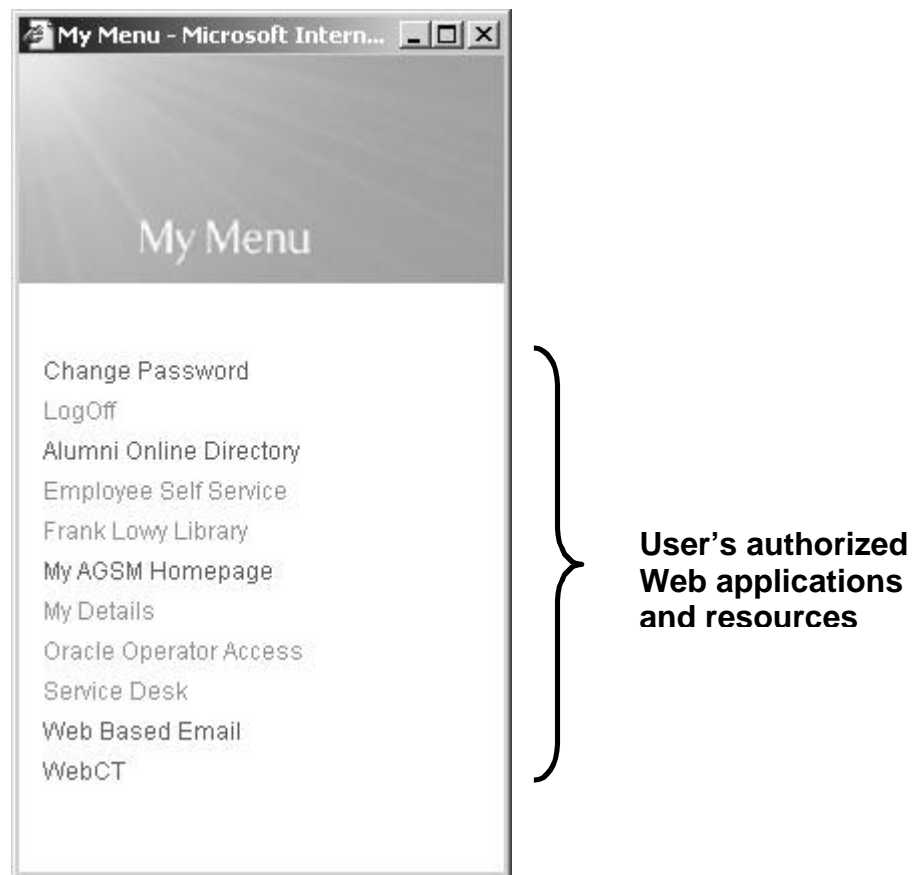 My Menu - Microsoft Intern...
My Menu
Change Password
LogOff
Alumni Online Directory
Employee Self Service
Frank Lowy Library
My AGSM Homepage
My Details
Oracle Operator Access
Service Desk
Web Based Email
WebCT
User's authorized
Web applications
and resources